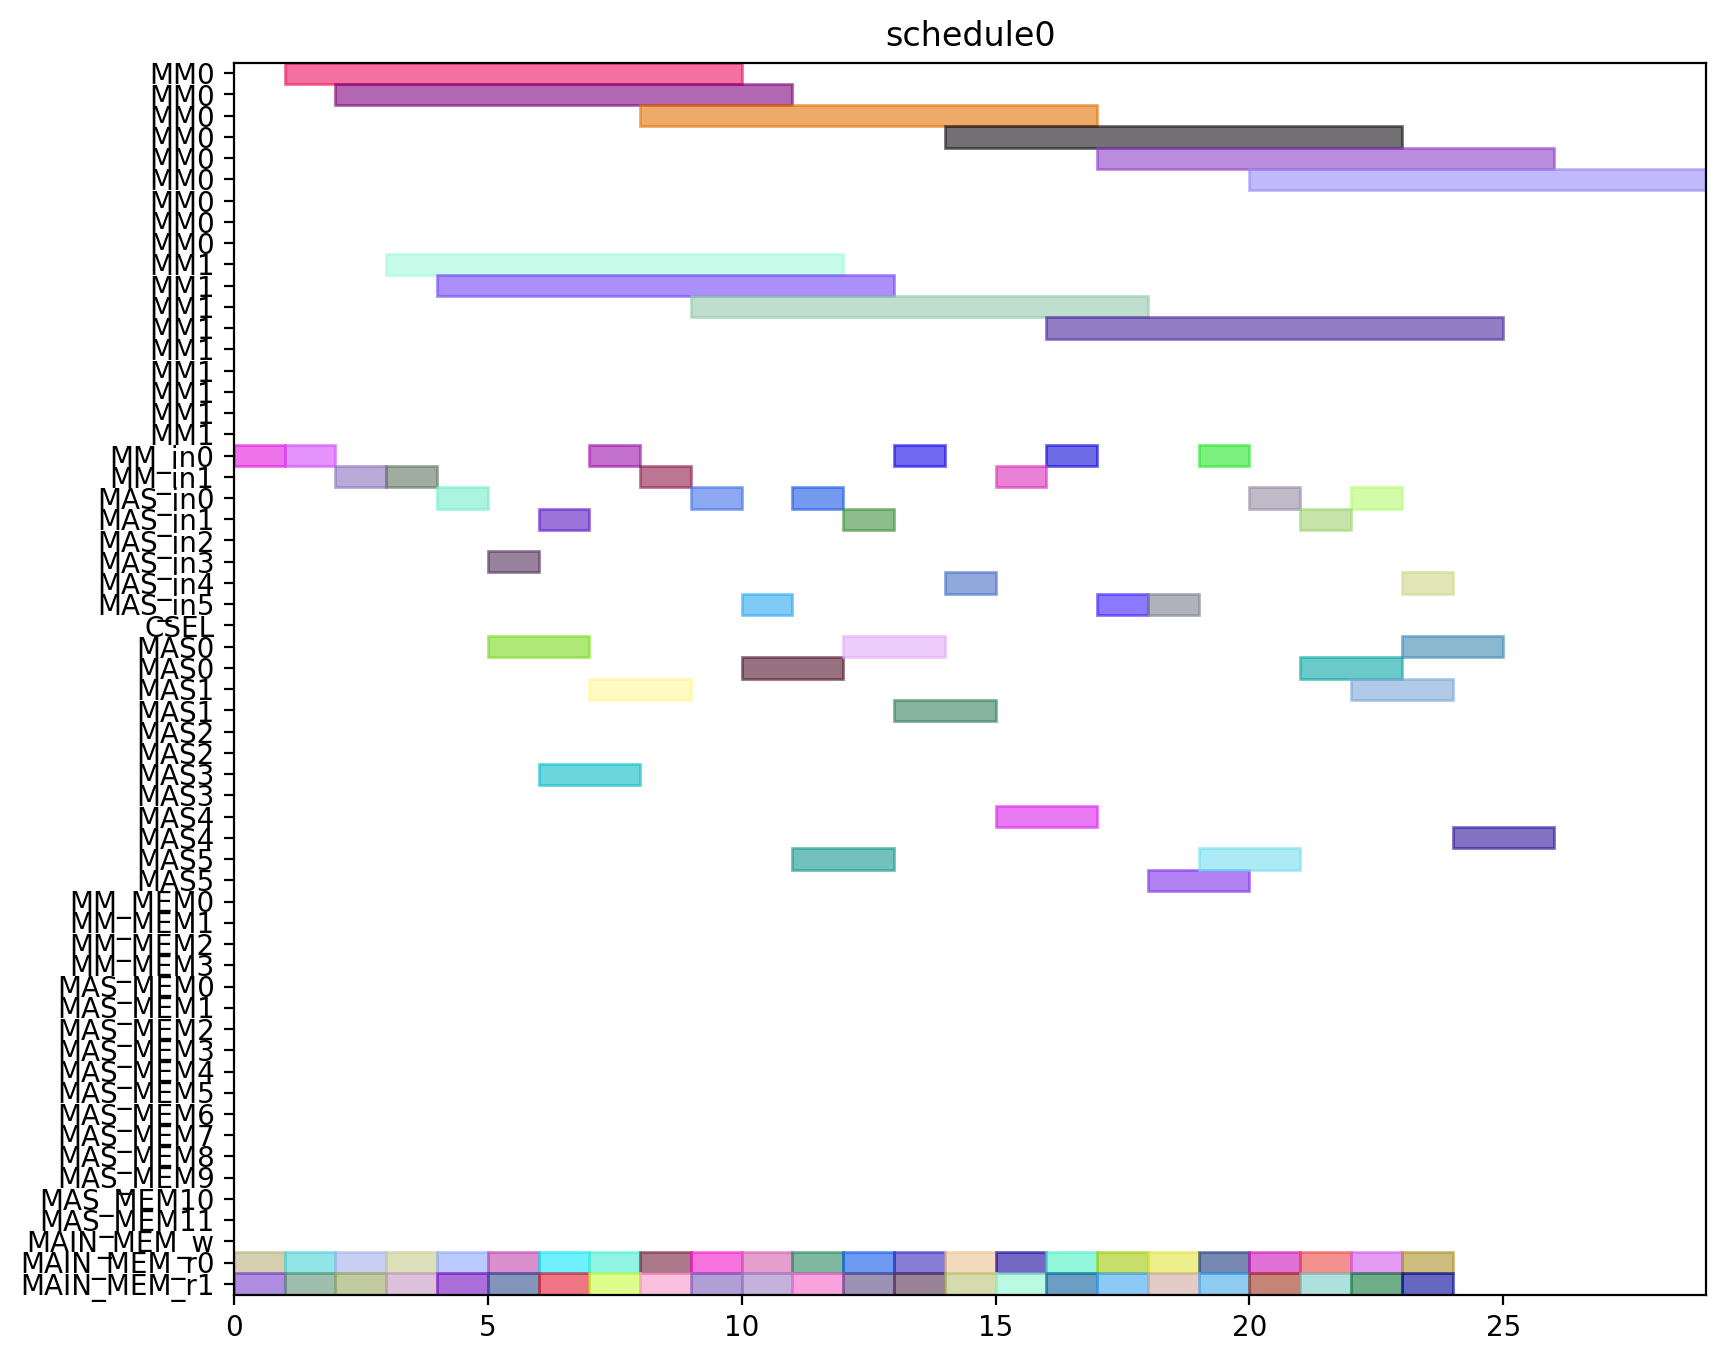 schedule0
MM0
MM0
MM0
MM0
MM0
MM0
MM0
MM0
MM0
MM1
MM1
MM1
MM1
MM1
MM1
MM1
MM1
MM1
MM_in0
MM_in1
MAS_in0
MAS_in1
MAS_in2
MAS_in3
MAS_in4
MAS_in5
CSEL
MAS0
MAS0
MAS1
MAS1
MAS2
MAS2
MAS3
MAS3
MAS4
MAS4
MAS5
MAS5
MM_MEM0
MM_MEM1
MM_MEM2
MM_MEM3
MAS_MEM0
MAS_MEM1
MAS_MEM2
MAS_MEM3
MAS_MEM4
MAS_MEM5
MAS_MEM6
MAS_MEM7
MAS_MEM8
MAS_MEM9
MAS_MEM10
MAS_MEM11
MAIN_MEM_w
MAIN_MEM_r0
MAIN_MEM_r1
0 5 10 15 20 25